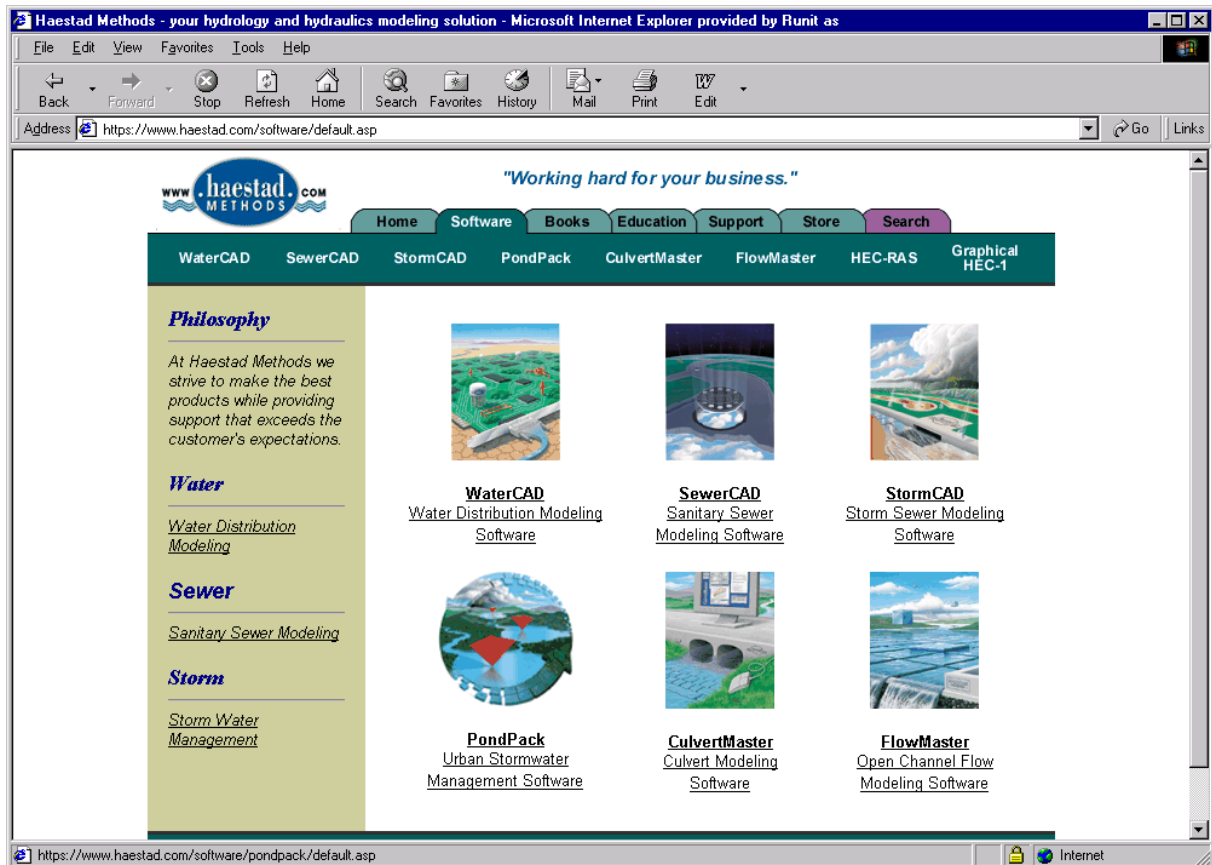 Haestad Methods - your hydrology and hydraulics modeling solution - Microsoft Internet Explorer provided by Runit as
File Edit View Favorites Tools Help
Back Forward Stop Refresh Home Search Favorites History Mail Print Edit
Address https://www.haestad.com/software/default.asp Go Links
www.haestad.com
METHODS
"Working hard for your business."
Home Software Books Education Support Store Search
WaterCAD SewerCAD StormCAD PondPack CulvertMaster FlowMaster HEC-RAS Graphical
HEC-1
Philosophy
At Haestad Methods we
strive to make the best
products while providing
support that exceeds the
customer's expectations.
Water
Water Distribution
Modeling
Sewer
Sanitary Sewer Modeling
Storm
Storm Water
Management
WaterCAD
Water Distribution Modeling
Software
SewerCAD
Sanitary Sewer
Modeling Software
StormCAD
Storm Sewer Modeling
Software
PondPack
Urban Stormwater
Management Software
CulvertMaster
Culvert Modeling
Software
FlowMaster
Open Channel Flow
Modeling Software
https://www.haestad.com/software/pondpack/default.asp Internet